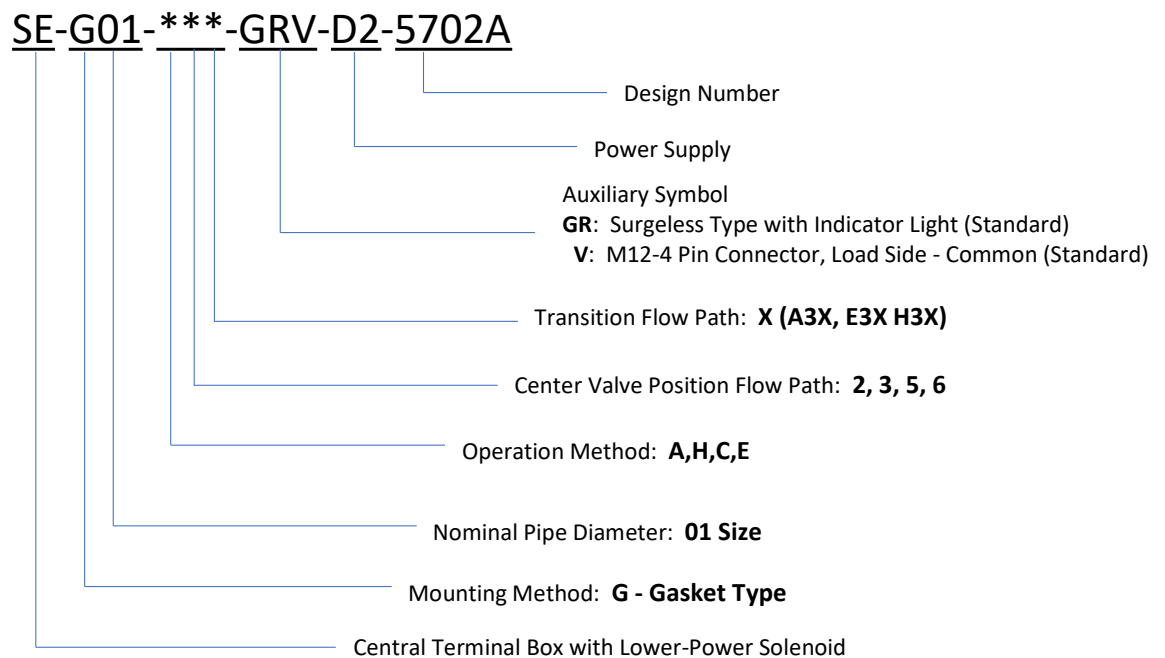 SE-G01-***-GRV-D2-5702A
Design Number
Power Supply
Auxiliary Symbol
GR: Surgeless Type with Indicator Light (Standard)
V: M12-4 Pin Connector, Load Side - Common (Standard)
Transition Flow Path: X (A3X, E3X H3X)
Center Valve Position Flow Path: 2, 3, 5, 6
Operation Method: A,H,C,E
Nominal Pipe Diameter: 01 Size
Mounting Method: G - Gasket Type
Central Terminal Box with Lower-Power Solenoid